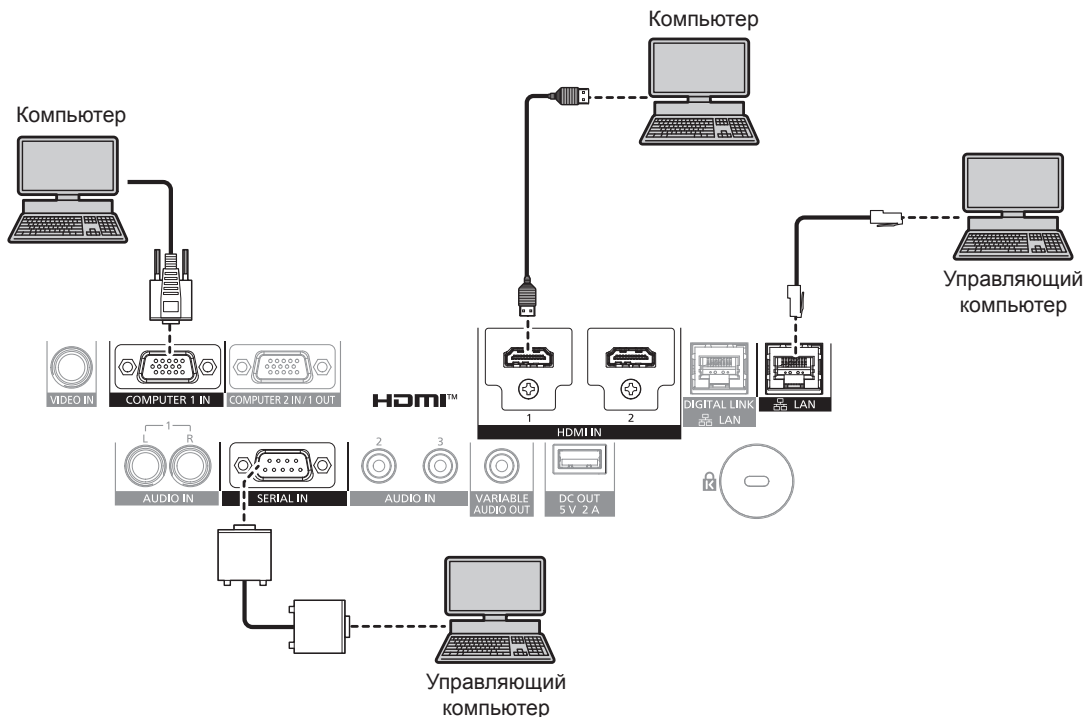 Компьютер
Компьютер
Управляющий
компьютер
VIDEO IN
COMPUTER 1 IN
COMPUTER 2 IN/1 OUT
HDMI™
1
2
HDMI IN
DIGITAL LINK
LAN
LAN
1
L
R
AUDIO IN
SERIAL IN
2
3
AUDIO IN
VARIABLE
AUDIO OUT
DC OUT
5 V 2 A
K
Управляющий
компьютер